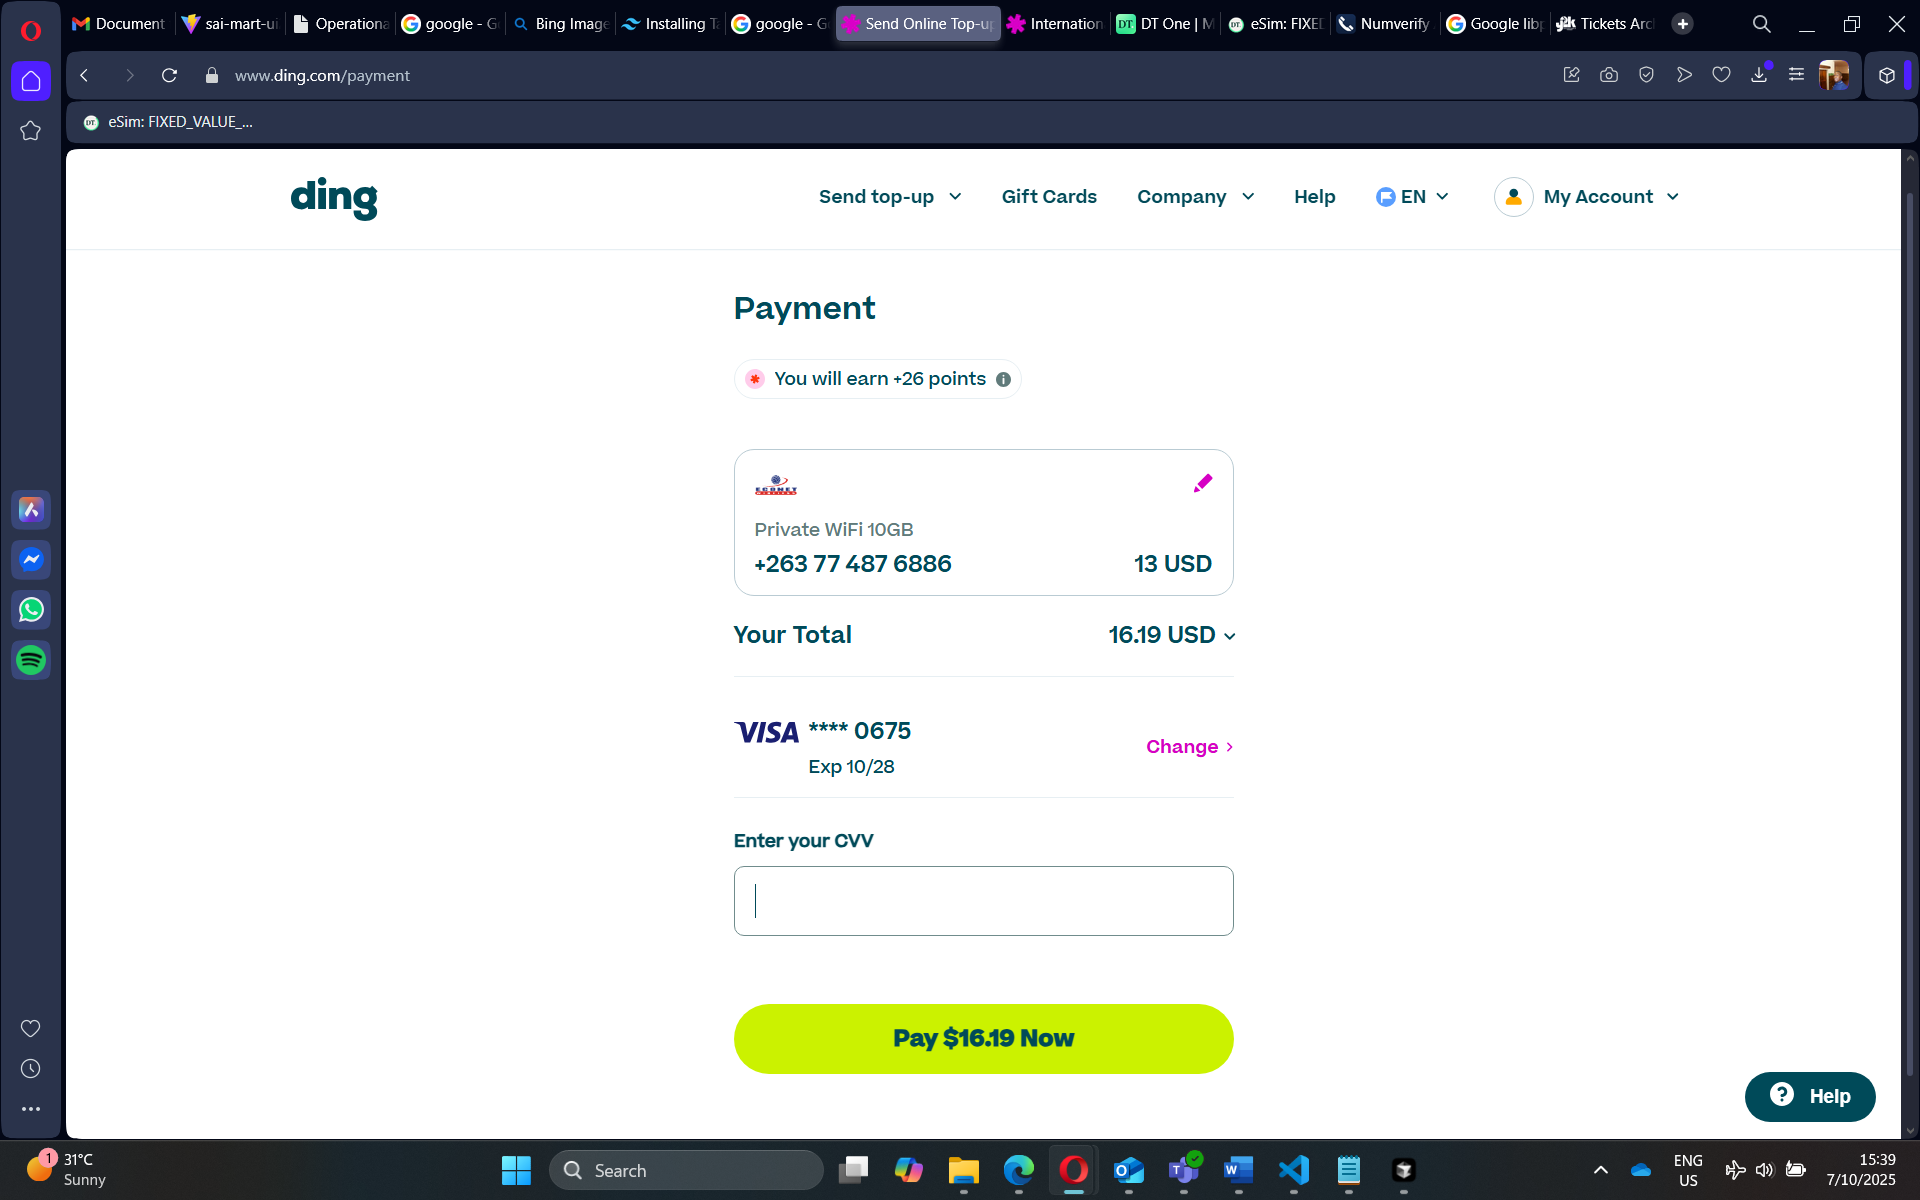 Document
sai-mart-ui
Operationa
google - G
Bing Image
Installing Ta
google - G
Send Online Top-up
Internation
DT One | M
eSim: FIXED
Numverify
Google libp
Tickets Arc
www.ding.com/payment
eSim: FIXED_VALUE_...
ding
Send top-up
Gift Cards
Company
Help
EN
My Account
Payment
You will earn +26 points
ECONET
Private WiFi 10GB
+263 77 487 6886
13 USD
Your Total
16.19 USD
VISA
**** 0675
Exp 10/28
Change
Enter your CVV
Pay $16.19 Now
Help
1
31°C
Sunny
Search
ENG
US
15:39
7/10/2025